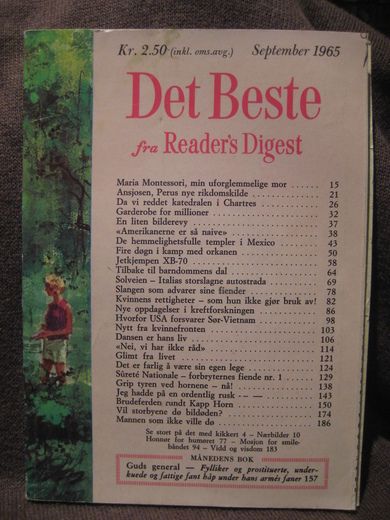 Kr. 2.50 (inkl. oms.avg.) September 1965
Det Beste
fra Reader's Digest
Maria Montessori, min uforglemmelige mor ...... 15
Ansjosen, Perus nye rikdomskilde ...... 21
Da vi reddet katedralen i Chartres ...... 26
Garderobe for millioner ...... 32
En liten bilderevy ...... 37
«Amerikanerne er så naive» ...... 38
De hemmelighetsfulle templer i Mexico ...... 43
Fire døgn i kamp med orkanen ...... 50
Jetkjempen XB-70 ...... 58
Tilbake til barndommens dal ...... 64
Solveien – Italias storslagne autostrada ...... 69
Slangen som advarer sine fiender ...... 78
Kvinnens rettigheter – som hun ikke gjør bruk av! 82
Nye oppdagelser i kreftforskningen ...... 86
Hvorfor USA forsvarer Sør-Vietnam ...... 98
Nytt fra kvinnefronten ...... 103
Dansen er hans liv ...... 106
«Nei, vi har ikke råd» ...... 114
Glimt fra livet ...... 121
Det er farlig å være sin egen lege ...... 124
Sûreté Nationale – forbryternes fiende nr. 1 ...... 129
Grip tyren ved hornene – nå! ...... 138
Jeg hadde på en ordentlig rusk - – — ...... 143
Brudeferden rundt Kapp Horn ...... 150
Vil storbyene dø bildøden? ...... 174
Mannen som ikke ville dø ...... 186
Se stort på det med kikkert 4 – Nærbilder 10
Honnør for humøret 77 – Mosjon for smile-
båndet 94 – Vidd og visdom 183
MÅNEDENS BOK
Guds general — Fylliker og prostituerte, under-
kuede og fattige fant håp under hans armés faner 157